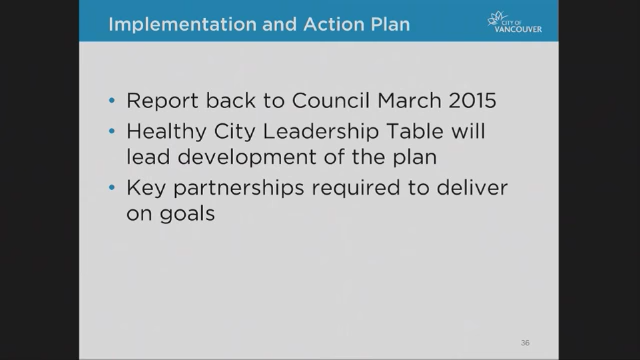 Implementation and Action Plan
CITY OF
VANCOUVER
• Report back to Council March 2015
• Healthy City Leadership Table will
lead development of the plan
• Key partnerships required to deliver
on goals
36